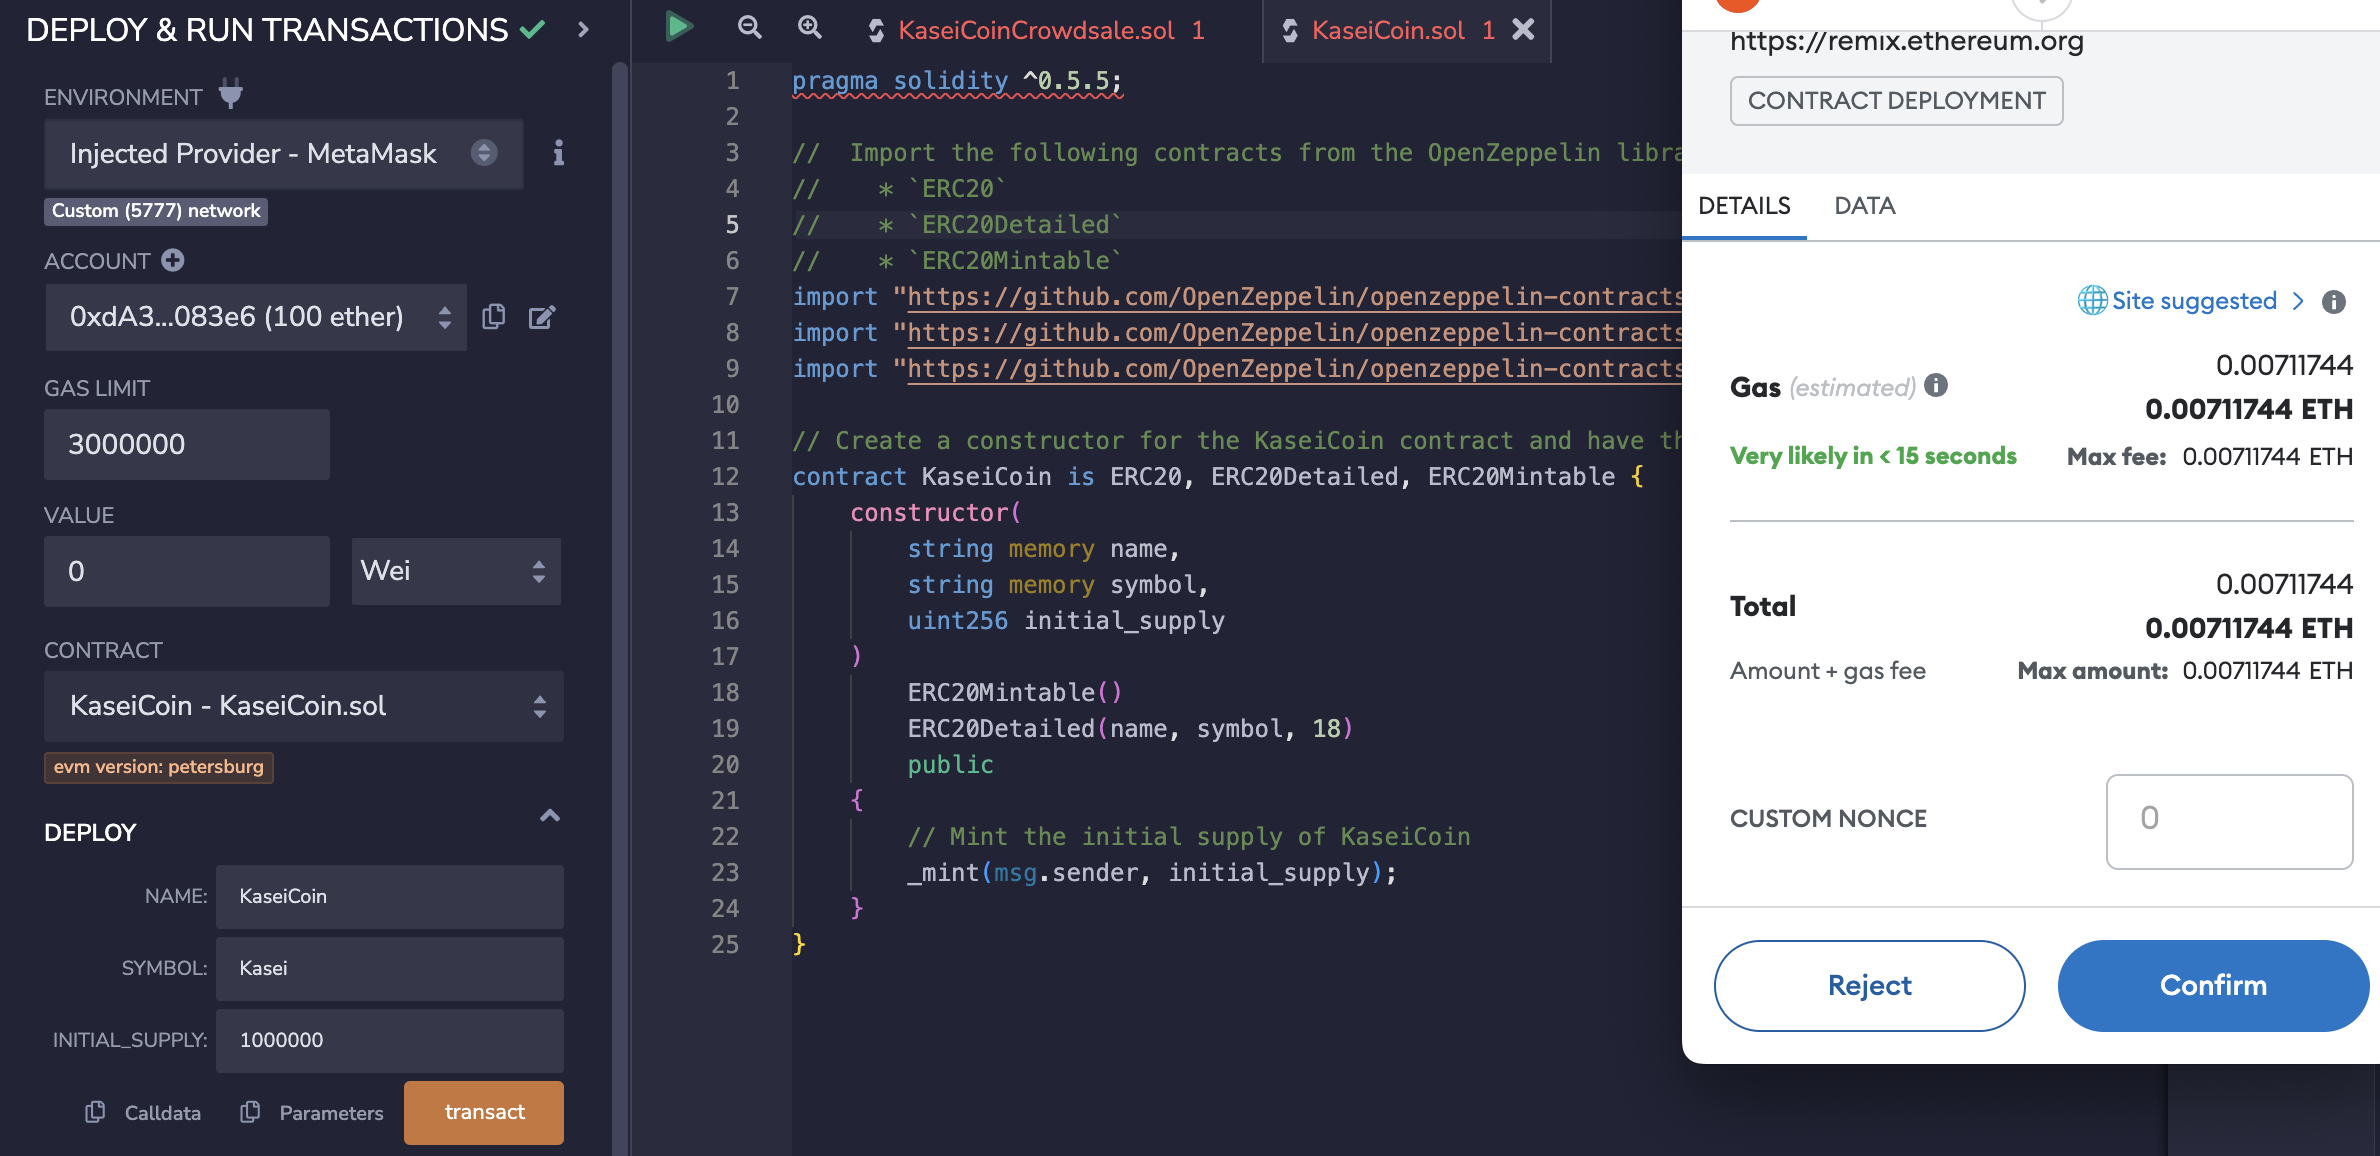 DEPLOY & RUN TRANSACTIONS
ENVIRONMENT
Injected Provider - MetaMask
Custom (5777) network
ACCOUNT
0xdA3...083e6 (100 ether)
GAS LIMIT
3000000
VALUE
0
Wei
CONTRACT
KaseiCoin - KaseiCoin.sol
evm version: petersburg
DEPLOY
NAME:
KaseiCoin
SYMBOL:
Kasei
INITIAL_SUPPLY:
1000000
Calldata
Parameters
transact
KaseiCoinCrowdsale.sol 1
KaseiCoin.sol 1
1 pragma solidity ^0.5.5;
2
3 //  Import the following contracts from the OpenZeppelin libra
4 //    * `ERC20`
5 //    * `ERC20Detailed`
6 //    * `ERC20Mintable`
7 import "https://github.com/OpenZeppelin/openzeppelin-contracts
8 import "https://github.com/OpenZeppelin/openzeppelin-contracts
9 import "https://github.com/OpenZeppelin/openzeppelin-contracts
10
11 // Create a constructor for the KaseiCoin contract and have th
12 contract KaseiCoin is ERC20, ERC20Detailed, ERC20Mintable {
13     constructor(
14         string memory name,
15         string memory symbol,
16         uint256 initial_supply
17     )
18         ERC20Mintable()
19         ERC20Detailed(name, symbol, 18)
20         public
21     {
22         // Mint the initial supply of KaseiCoin
23         _mint(msg.sender, initial_supply);
24     }
25 }
https://remix.ethereum.org
CONTRACT DEPLOYMENT
DETAILS
DATA
Site suggested >
0.00711744
Gas (estimated)
0.00711744 ETH
Very likely in < 15 seconds
Max fee: 0.00711744 ETH
0.00711744
Total
0.00711744 ETH
Amount + gas fee
Max amount: 0.00711744 ETH
CUSTOM NONCE
0
Reject
Confirm